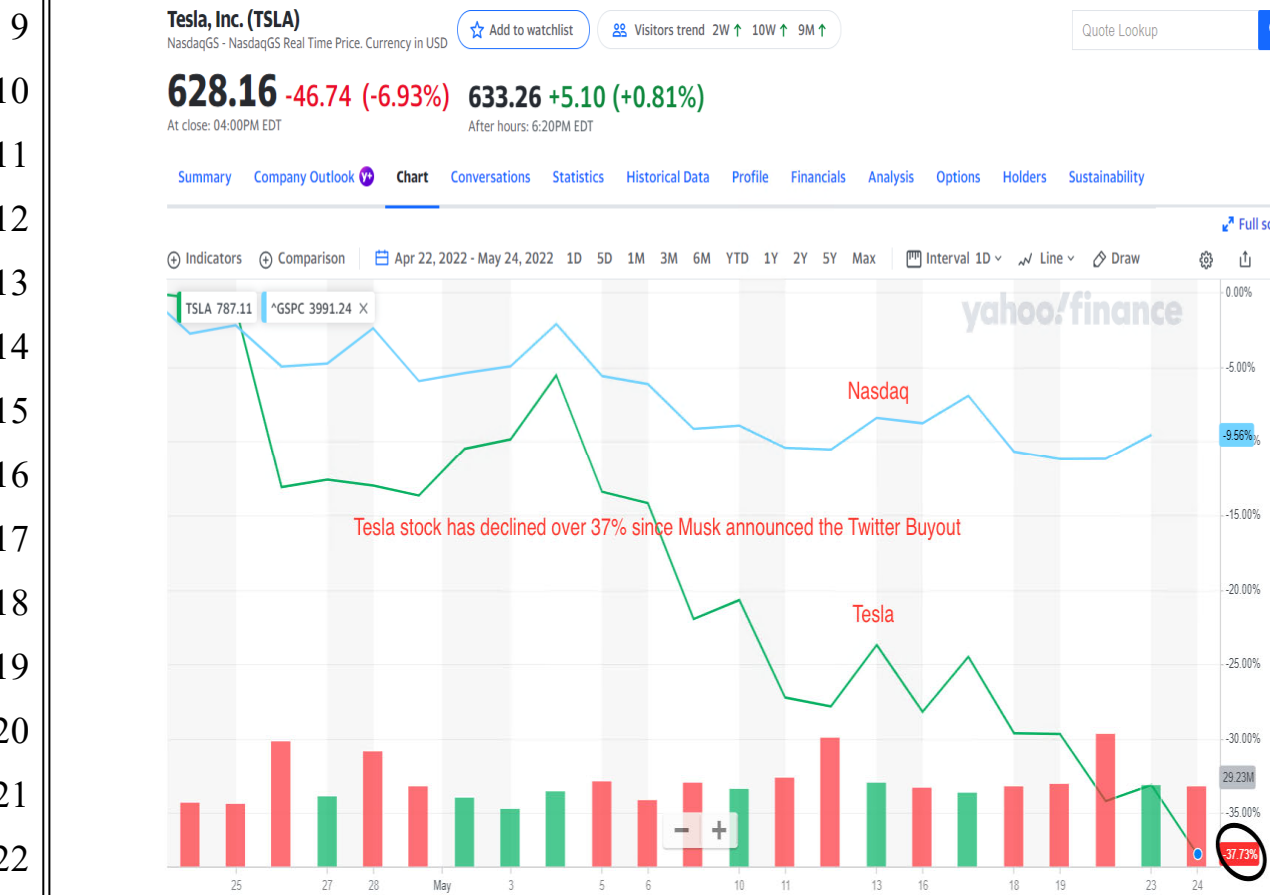 9
10
11
12
13
14
15
16
17
18
19
20
21
22
Tesla, Inc. (TSLA)
NasdaqGS - NasdaqGS Real Time Price. Currency in USD
Add to watchlist
Visitors trend 2W ↑ 10W ↑ 9M ↑
Quote Lookup
628.16 -46.74 (-6.93%)
At close: 04:00PM EDT
633.26 +5.10 (+0.81%)
After hours: 6:20PM EDT
Summary Company Outlook Y+ Chart Conversations Statistics Historical Data Profile Financials Analysis Options Holders Sustainability
Full sc
Indicators Comparison Apr 22, 2022 - May 24, 2022 1D 5D 1M 3M 6M YTD 1Y 2Y 5Y Max Interval 1D Line Draw
TSLA 787.11 ^GSPC 3991.24 X
yahoo!finance
0.00%
-5.00%
Nasdaq
-9.56%
%
-15.00%
Tesla stock has declined over 37% since Musk announced the Twitter Buyout
-20.00%
Tesla
-25.00%
-30.00%
29.23M
-35.00%
− +
-37.73%
25 27 28 May 3 5 6 10 11 13 16 18 19 23 24